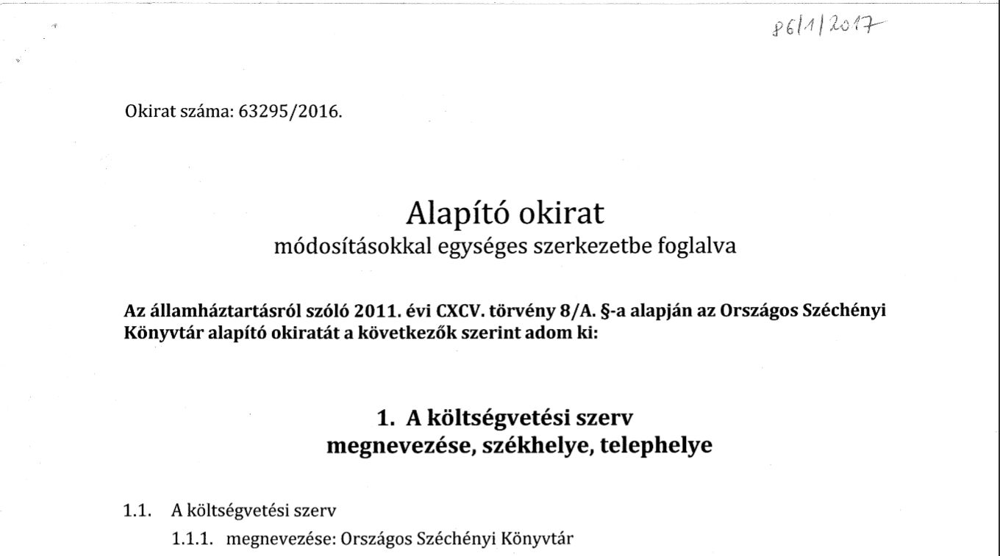 86/1/2017
Okirat száma: 63295/2016.
Alapító okirat
módosításokkal egységes szerkezetbe foglalva
Az államháztartásról szóló 2011. évi CXCV. törvény 8/A. §-a alapján az Országos Széchényi
Könyvtár alapító okiratát a következők szerint adom ki:
1. A költségvetési szerv
megnevezése, székhelye, telephelye
1.1. A költségvetési szerv
1.1.1. megnevezése: Országos Széchényi Könyvtár